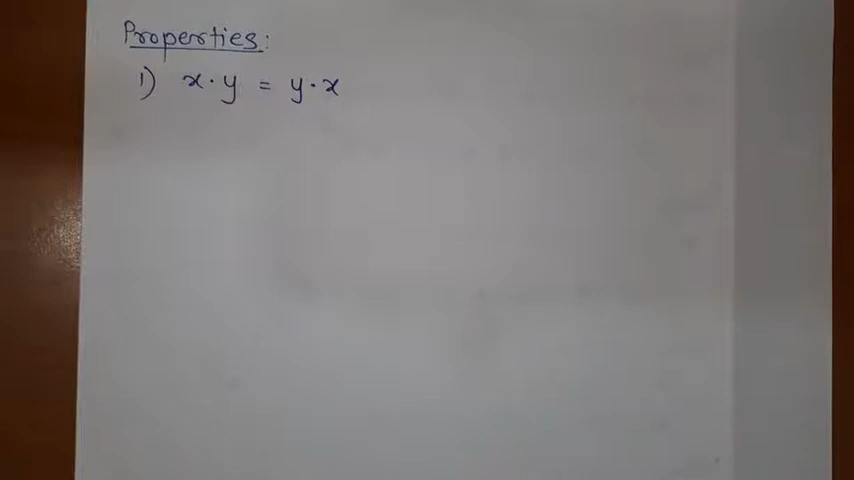 Properties:
1) x · y = y · x